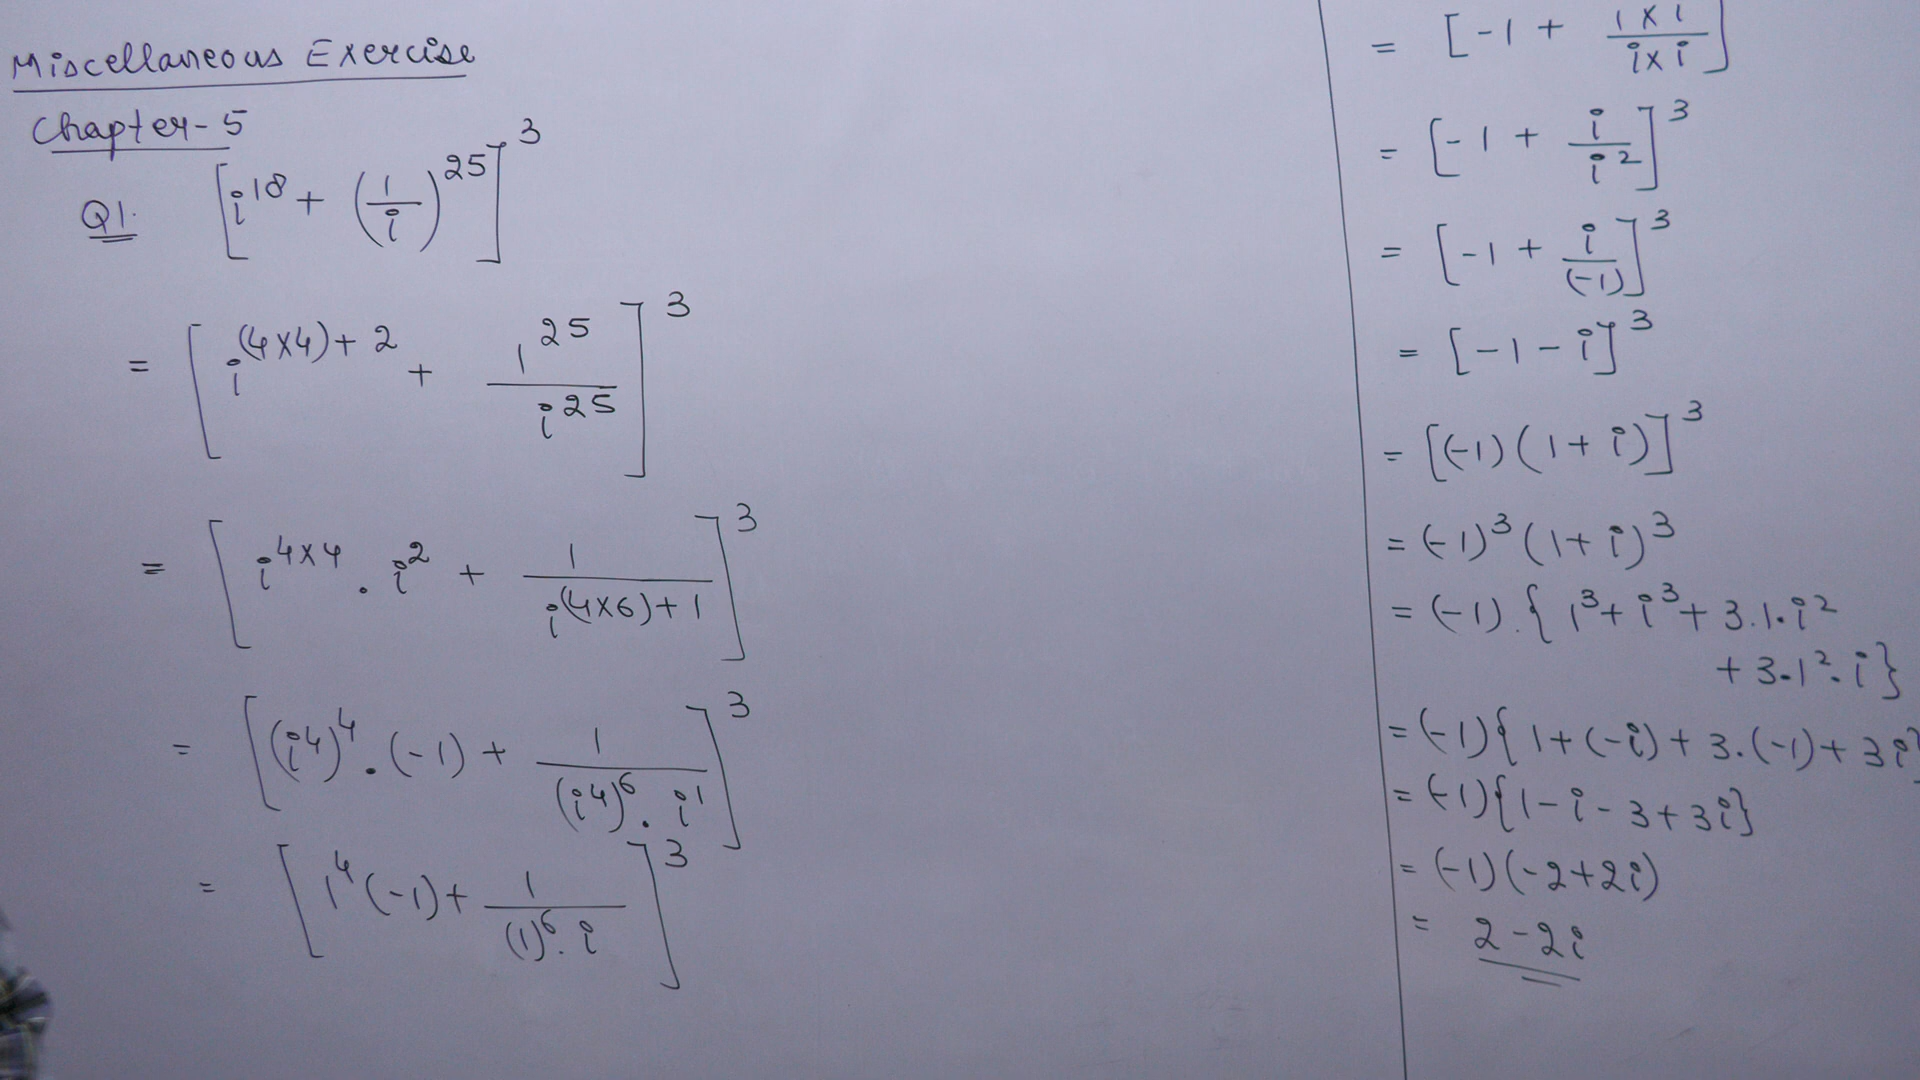 Miscellaneous Exercise
Chapter-5
Q1. [i^18 + (1/i)^25]^3
= [i^(4×4)+2 + 1^25/i^25]^3
= [i^4×4 . i^2 + 1/i^(4×6)+1]^3
= [(i^4)^4 . (-1) + 1/(i^4)^6 . i^1]^3
= [1^4 (-1) + 1/(1)^6 . i]^3
= [-1 + 1×i/i×i]
= [-1 + i/i^2]^3
= [-1 + i/(-1)]^3
= [-1 - i]^3
= [(-1)(1+i)]^3
= (-1)^3 (1+i)^3
= (-1).{1^3 + i^3 + 3.1.i^2
+ 3.1^2.i}
= (-1){1+(-i)+3.(-1)+3i}
= (-1){1-i-3+3i}
= (-1)(-2+2i)
= 2-2i